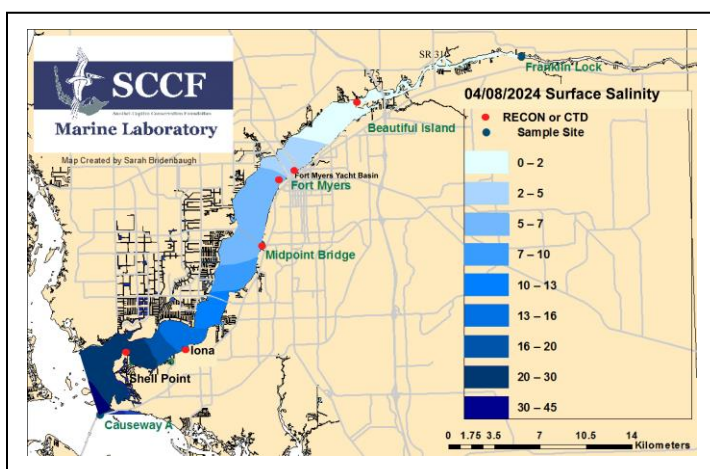 SCCF
Sanibel-Captiva Conservation Foundation
Marine Laboratory
Map Created by Sarah Bridenbaugh
SR 31
I-75
Franklin Lock
04/08/2024 Surface Salinity
RECON or CTD
Sample Site
Beautiful Island
Fort Myers Yacht Basin
Fort Myers
Midpoint Bridge
Iona
Shell Point
Causeway A
0 – 2
2 – 5
5 – 7
7 – 10
10 – 13
13 – 16
16 – 20
20 – 30
30 – 45
0 1.75 3.5 7 10.5 14
Kilometers